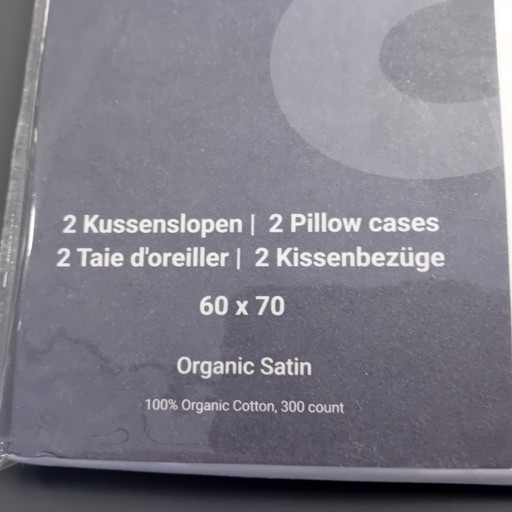 2 Kussenslopen | 2 Pillow cases
2 Taie d'oreiller | 2 Kissenbezüge
60 x 70
Organic Satin
100% Organic Cotton, 300 count